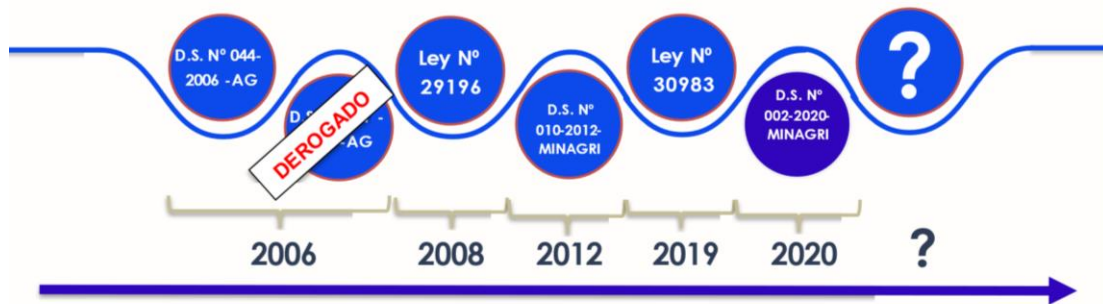 D.S. Nº 044-
2006 -AG
D.S
-
-AG
DEROGADO
Ley Nº
29196
D.S. Nº
010-2012-
MINAGRI
Ley Nº
30983
D.S. Nº
002-2020-
MINAGRI
?
2006
2008
2012
2019
2020
?